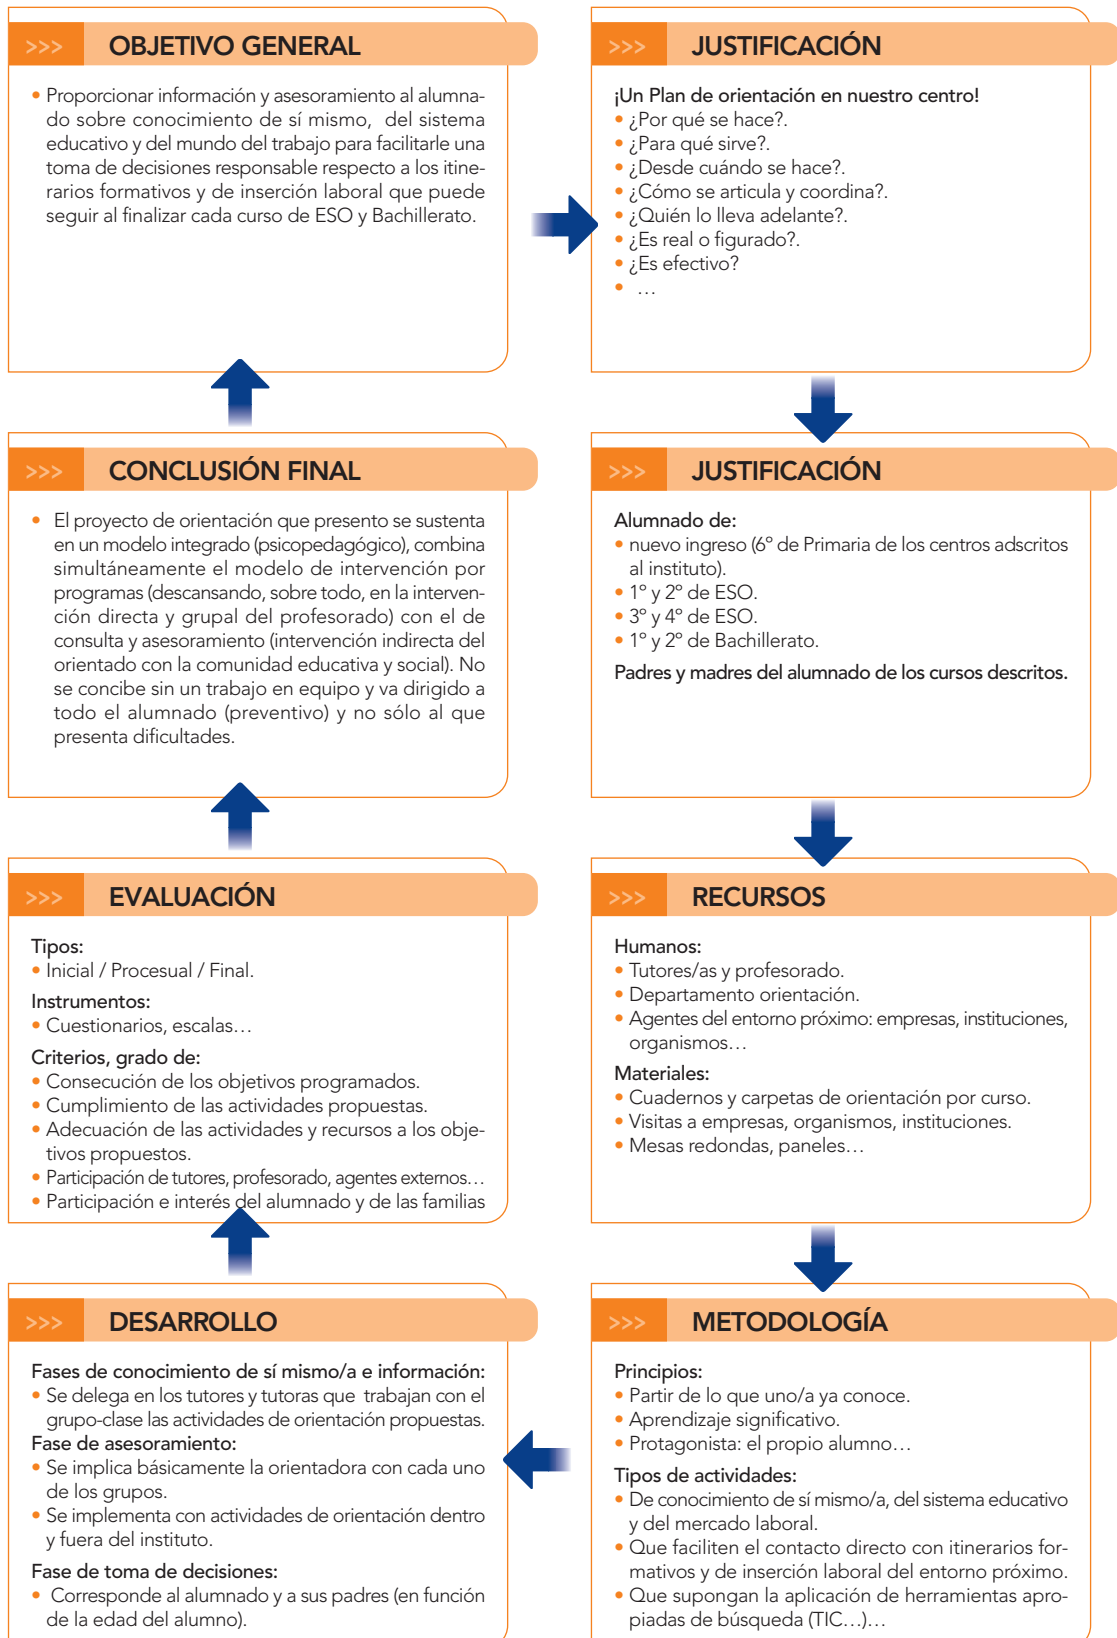 >>> OBJETIVO GENERAL
• Proporcionar información y asesoramiento al alumna-
do sobre conocimiento de sí mismo, del sistema
educativo y del mundo del trabajo para facilitarle una
toma de decisiones responsable respecto a los itine-
rarios formativos y de inserción laboral que puede
seguir al finalizar cada curso de ESO y Bachillerato.
>>> JUSTIFICACIÓN
¡Un Plan de orientación en nuestro centro!
• ¿Por qué se hace?.
• ¿Para qué sirve?.
• ¿Desde cuándo se hace?.
• ¿Cómo se articula y coordina?.
• ¿Quién lo lleva adelante?.
• ¿Es real o figurado?.
• ¿Es efectivo?
• …
>>> JUSTIFICACIÓN
Alumnado de:
• nuevo ingreso (6º de Primaria de los centros adscritos
al instituto).
• 1º y 2º de ESO.
• 3º y 4º de ESO.
• 1º y 2º de Bachillerato.
Padres y madres del alumnado de los cursos descritos.
>>> RECURSOS
Humanos:
• Tutores/as y profesorado.
• Departamento orientación.
• Agentes del entorno próximo: empresas, instituciones,
organismos…
Materiales:
• Cuadernos y carpetas de orientación por curso.
• Visitas a empresas, organismos, instituciones.
• Mesas redondas, paneles…
>>> METODOLOGÍA
Principios:
• Partir de lo que uno/a ya conoce.
• Aprendizaje significativo.
• Protagonista: el propio alumno…
Tipos de actividades:
• De conocimiento de sí mismo/a, del sistema educativo
y del mercado laboral.
• Que faciliten el contacto directo con itinerarios for-
mativos y de inserción laboral del entorno próximo.
• Que supongan la aplicación de herramientas apro-
piadas de búsqueda (TIC…)…
>>> DESARROLLO
Fases de conocimiento de sí mismo/a e información:
• Se delega en los tutores y tutoras que trabajan con el
grupo-clase las actividades de orientación propuestas.
Fase de asesoramiento:
• Se implica básicamente la orientadora con cada uno
de los grupos.
• Se implementa con actividades de orientación dentro
y fuera del instituto.
Fase de toma de decisiones:
• Corresponde al alumnado y a sus padres (en función
de la edad del alumno).
>>> EVALUACIÓN
Tipos:
• Inicial / Procesual / Final.
Instrumentos:
• Cuestionarios, escalas…
Criterios, grado de:
• Consecución de los objetivos programados.
• Cumplimiento de las actividades propuestas.
• Adecuación de las actividades y recursos a los obje-
tivos propuestos.
• Participación de tutores, profesorado, agentes externos…
• Participación e interés del alumnado y de las familias
>>> CONCLUSIÓN FINAL
• El proyecto de orientación que presento se sustenta
en un modelo integrado (psicopedagógico), combina
simultáneamente el modelo de intervención por
programas (descansando, sobre todo, en la interven-
ción directa y grupal del profesorado) con el de
consulta y asesoramiento (intervención indirecta del
orientado con la comunidad educativa y social). No
se concibe sin un trabajo en equipo y va dirigido a
todo el alumnado (preventivo) y no sólo al que
presenta dificultades.